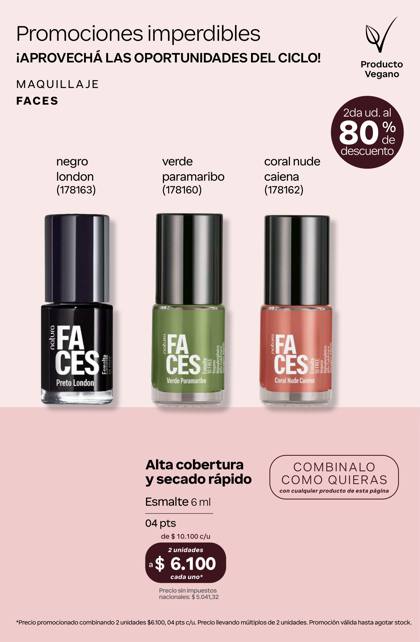 Promociones imperdibles
¡APROVECHÁ LAS OPORTUNIDADES DEL CICLO!
MAQUILLAJE
FACES
Producto
Vegano
2da ud. al
80%
de
descuento
negro
london
(178163)
verde
paramaribo
(178160)
coral nude
caiena
(178162)
natura
FA
CES
Preto London
natura
FA
CES
Verde Paramaribo
natura
FA
CES
Coral Nude Caiena
Alta cobertura
y secado rápido
Esmalte 6 ml
04 pts
de $ 10.100 c/u
2 unidades
a $ 6.100
cada uno*
Precio sin impuestos
nacionales: $ 5.041,32
COMBINALO
COMO QUIERAS
con cualquier producto de esta página
*Precio promocionado combinando 2 unidades $6.100, 04 pts c/u. Precio llevando múltiplos de 2 unidades. Promoción válida hasta agotar stock.